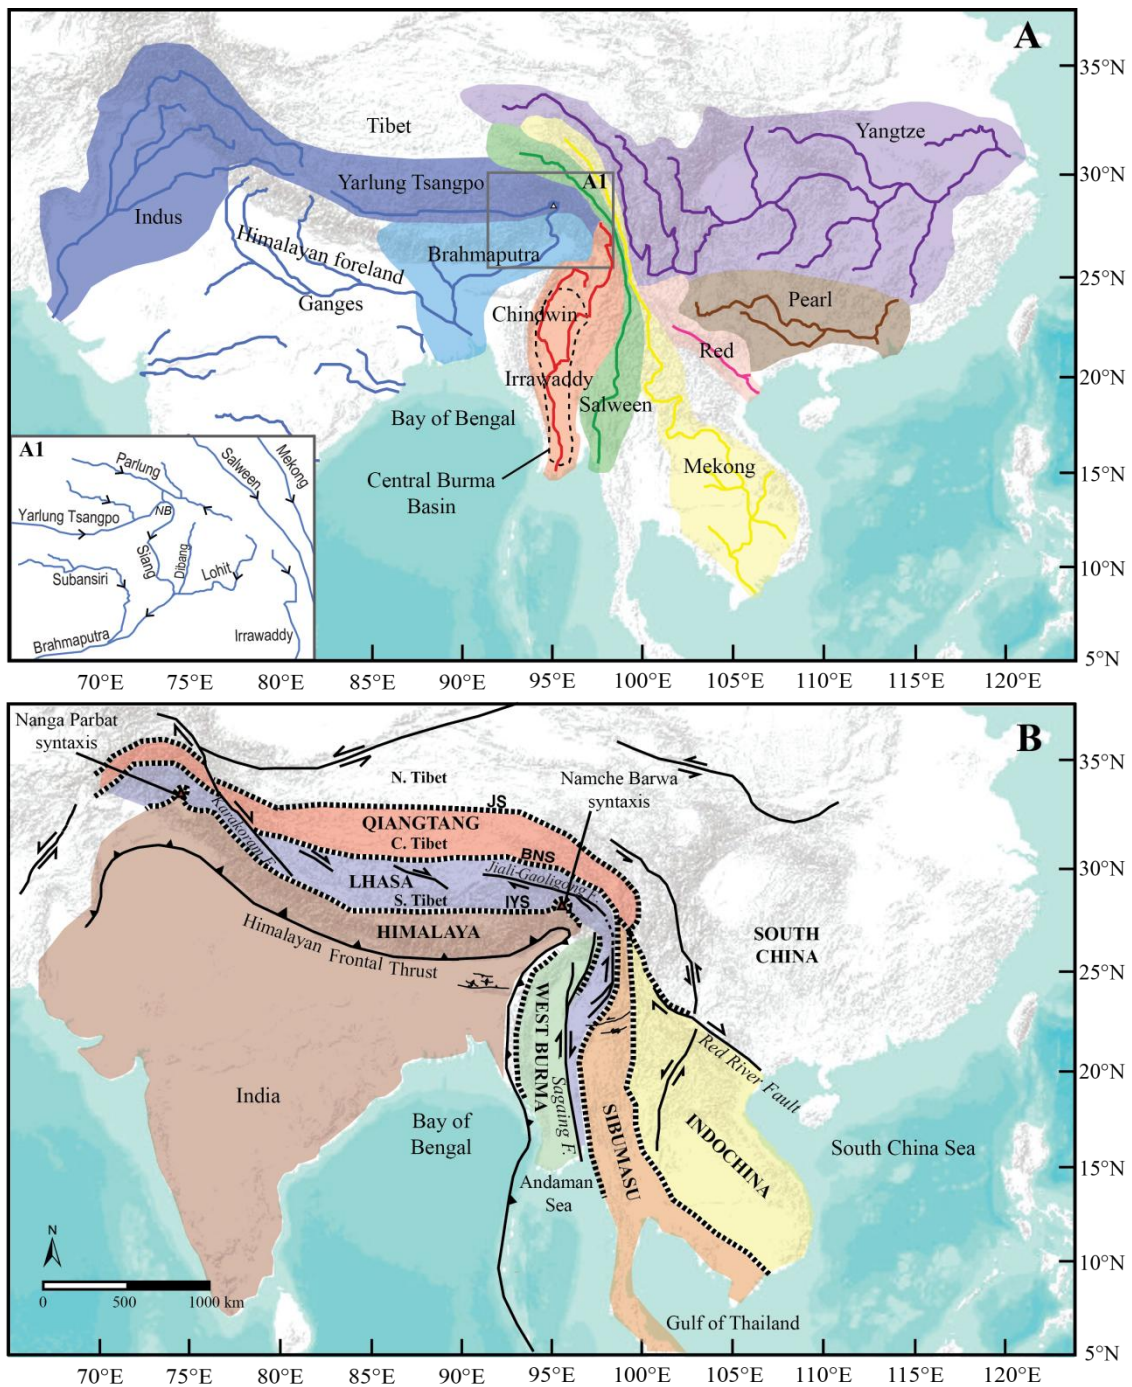 A
35°N
Tibet
Yangtze
30°N
A1
Yarlung Tsangpo
Indus
Himalayan foreland
Brahmaputra
25°N
Ganges
Chindwin
Pearl
Red
20°N
Irrawaddy
Salween
Bay of Bengal
Mekong
15°N
Central Burma
Basin
10°N
5°N
A1
Parlung
Salween
Mekong
Yarlung Tsangpo
NB
Siang
Dibang
Lohit
Subansiri
Brahmaputra
Irrawaddy
70°E
75°E
80°E
85°E
90°E
95°E
100°E
105°E
110°E
115°E
120°E
B
Nanga Parbat
syntaxis
35°N
N. Tibet
Namche Barwa
syntaxis
JS
QIANGTANG
C. Tibet
Karakoram F.
BNS
30°N
Jiali-Gaoligong F.
LHASA
S. Tibet
IYS
HIMALAYA
Himalayan Frontal Thrust
SOUTH
CHINA
25°N
WEST BURMA
Sagaing F.
Red River Fault
20°N
India
Bay of
Bengal
SIBUMASU
INDOCHINA
South China Sea
15°N
Andaman
Sea
N
10°N
0
500
1000 km
Gulf of Thailand
5°N
70°E
75°E
80°E
85°E
90°E
95°E
100°E
105°E
110°E
115°E
120°E